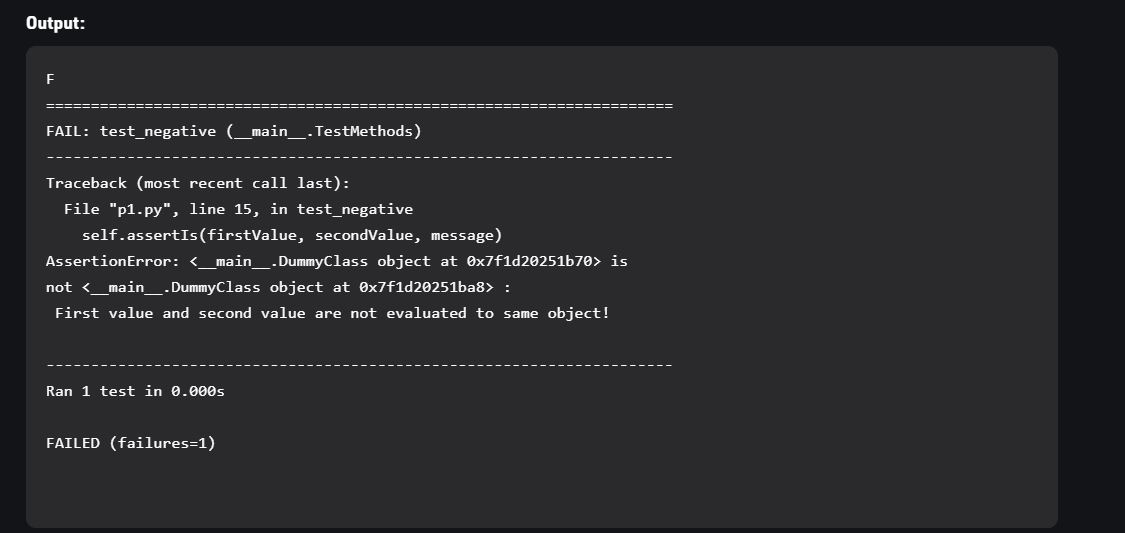 Output:
F
======================================================================
FAIL: test_negative (__main__.TestMethods)
----------------------------------------------------------------------
Traceback (most recent call last):
  File "p1.py", line 15, in test_negative
    self.assertIs(firstValue, secondValue, message)
AssertionError: <__main__.DummyClass object at 0x7f1d20251b70> is
not <__main__.DummyClass object at 0x7f1d20251ba8> :
 First value and second value are not evaluated to same object!
----------------------------------------------------------------------
Ran 1 test in 0.000s
FAILED (failures=1)